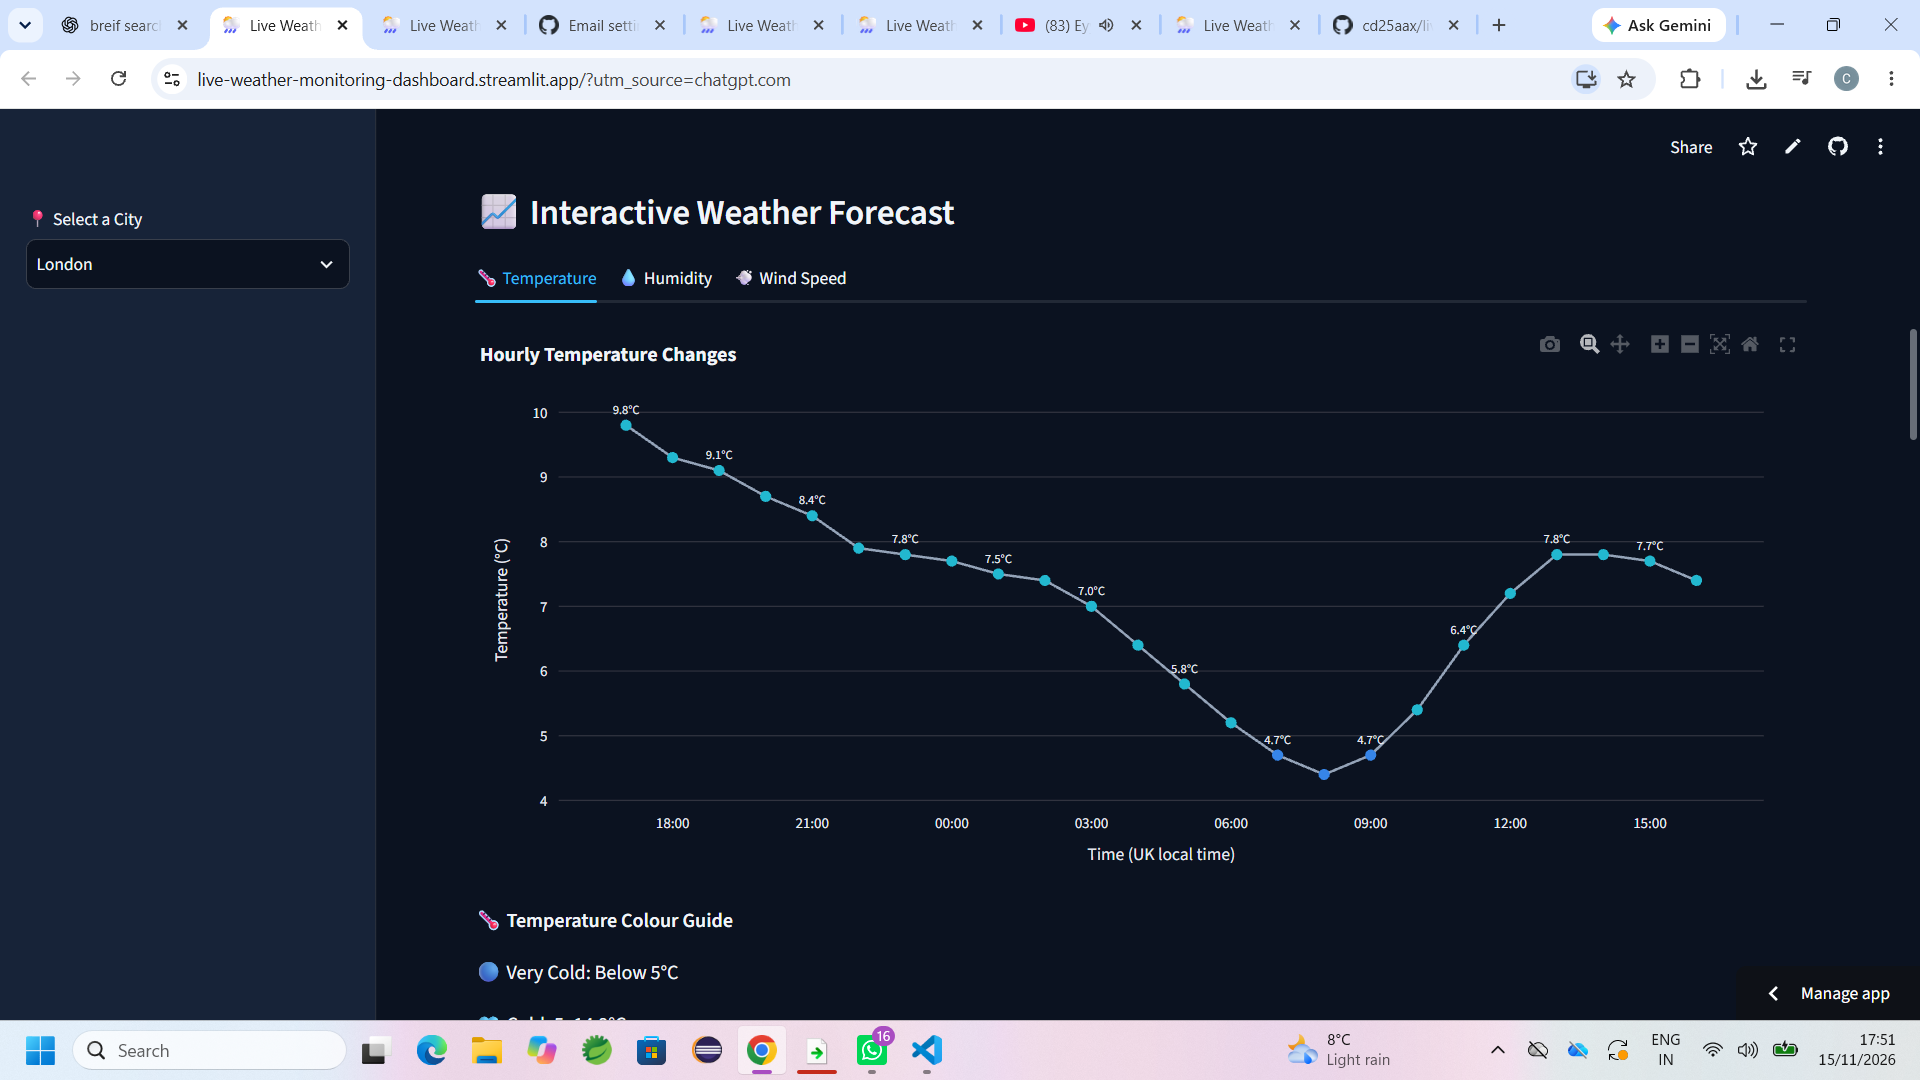 breif searc
Live Weath
Live Weath
Email setti
Live Weath
Live Weath
(83) Ey
Live Weath
cd25aax/li
Ask Gemini
live-weather-monitoring-dashboard.streamlit.app/?utm_source=chatgpt.com
C
Share
Select a City
London
Interactive Weather Forecast
Temperature
Humidity
Wind Speed
Hourly Temperature Changes
10
9
8
7
6
5
4
Temperature (°C)
9.8°C
9.1°C
8.4°C
7.8°C
7.5°C
7.0°C
5.8°C
4.7°C
4.7°C
6.4°C
7.8°C
7.7°C
18:00
21:00
00:00
03:00
06:00
09:00
12:00
15:00
Time (UK local time)
Temperature Colour Guide
Very Cold: Below 5°C
Manage app
Search
16
8°C
Light rain
ENG
IN
17:51
15/11/2026